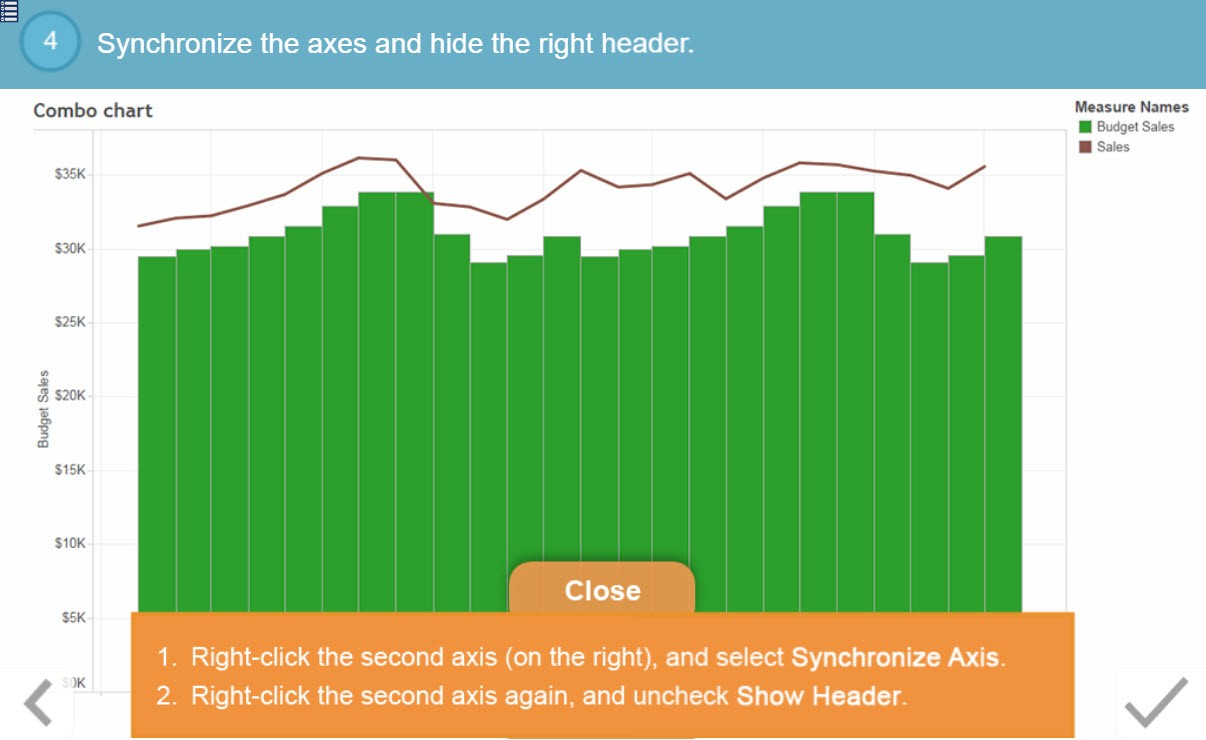 4
Synchronize the axes and hide the right header.
Combo chart
Measure Names
Budget Sales
Sales
$35K
$30K
$25K
$20K
$15K
$10K
$5K
$0K
Budget Sales
Close
1. Right-click the second axis (on the right), and select Synchronize Axis.
2. Right-click the second axis again, and uncheck Show Header.